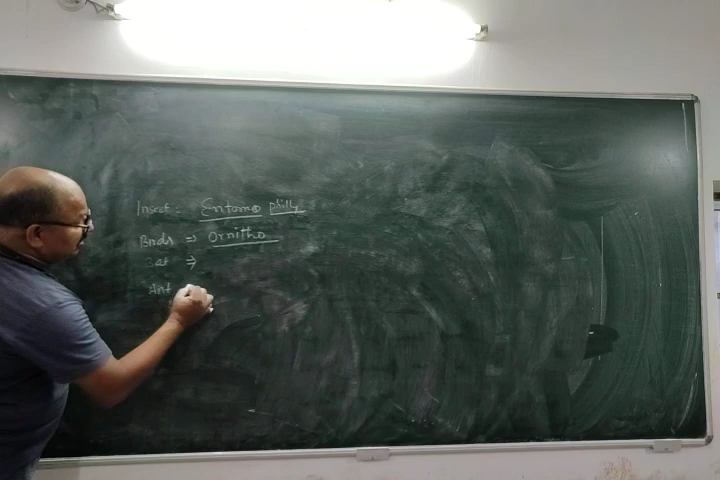 Insect = Entomo philly
Birds ⇒ Ornitho
Bat ⇒
Ant